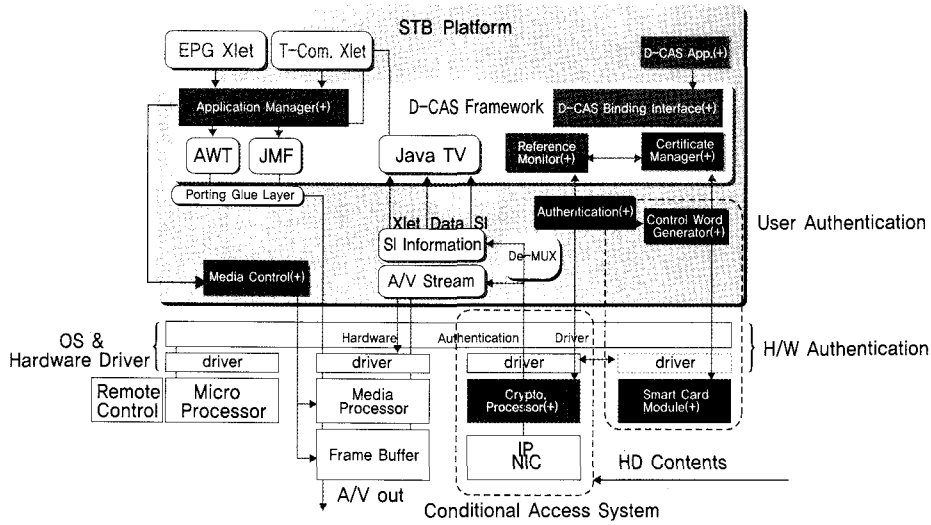 STB Platform
EPG Xlet
T-Com. Xlet
D-CAS App.(+)
Application Manager(+)
D-CAS Framework
D-CAS Binding Interface(+)
AWT
JMF
Java TV
Reference
Monitor(+)
Certificate
Manager(+)
Porting Glue Layer
Xlet Data SI
Authentication(+)
Control Word
Generator(+)
User Authentication
SI Information
De-MUX
Media Control(+)
A/V Stream
OS &
Hardware Driver
Hardware Authentication Driver
H/W Authentication
driver
driver
driver
driver
Remote
Control
Micro
Processor
Media
Processor
Crypto.
Processor(+)
Smart Card
Module(+)
Frame Buffer
IP
NIC
HD Contents
A/V out
Conditional Access System